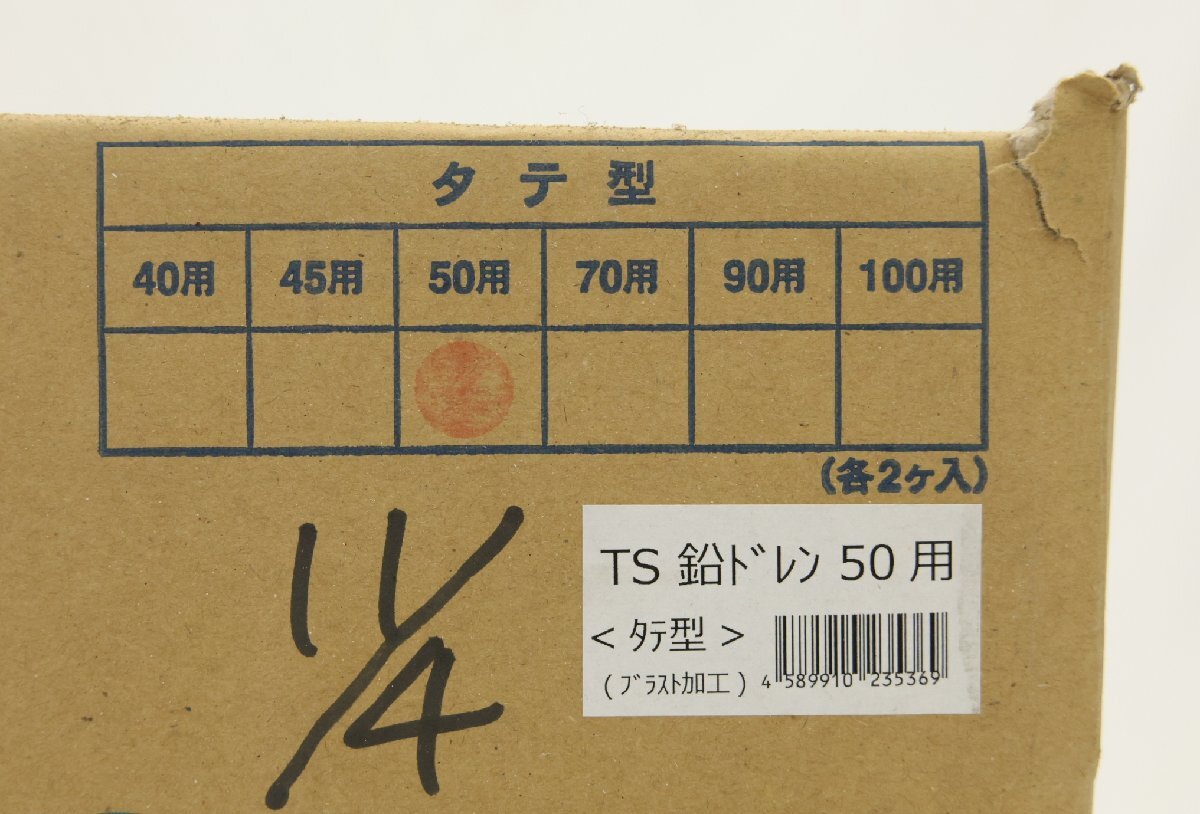 タテ型
40用 45用 50用 70用 90用 100用
(各2ヶ入)
11/4
TS 鉛ﾄﾞﾚﾝ 50 用
< ﾀﾃ型 >
( ﾌﾞﾗｽﾄ加工 )
4 589910 235369